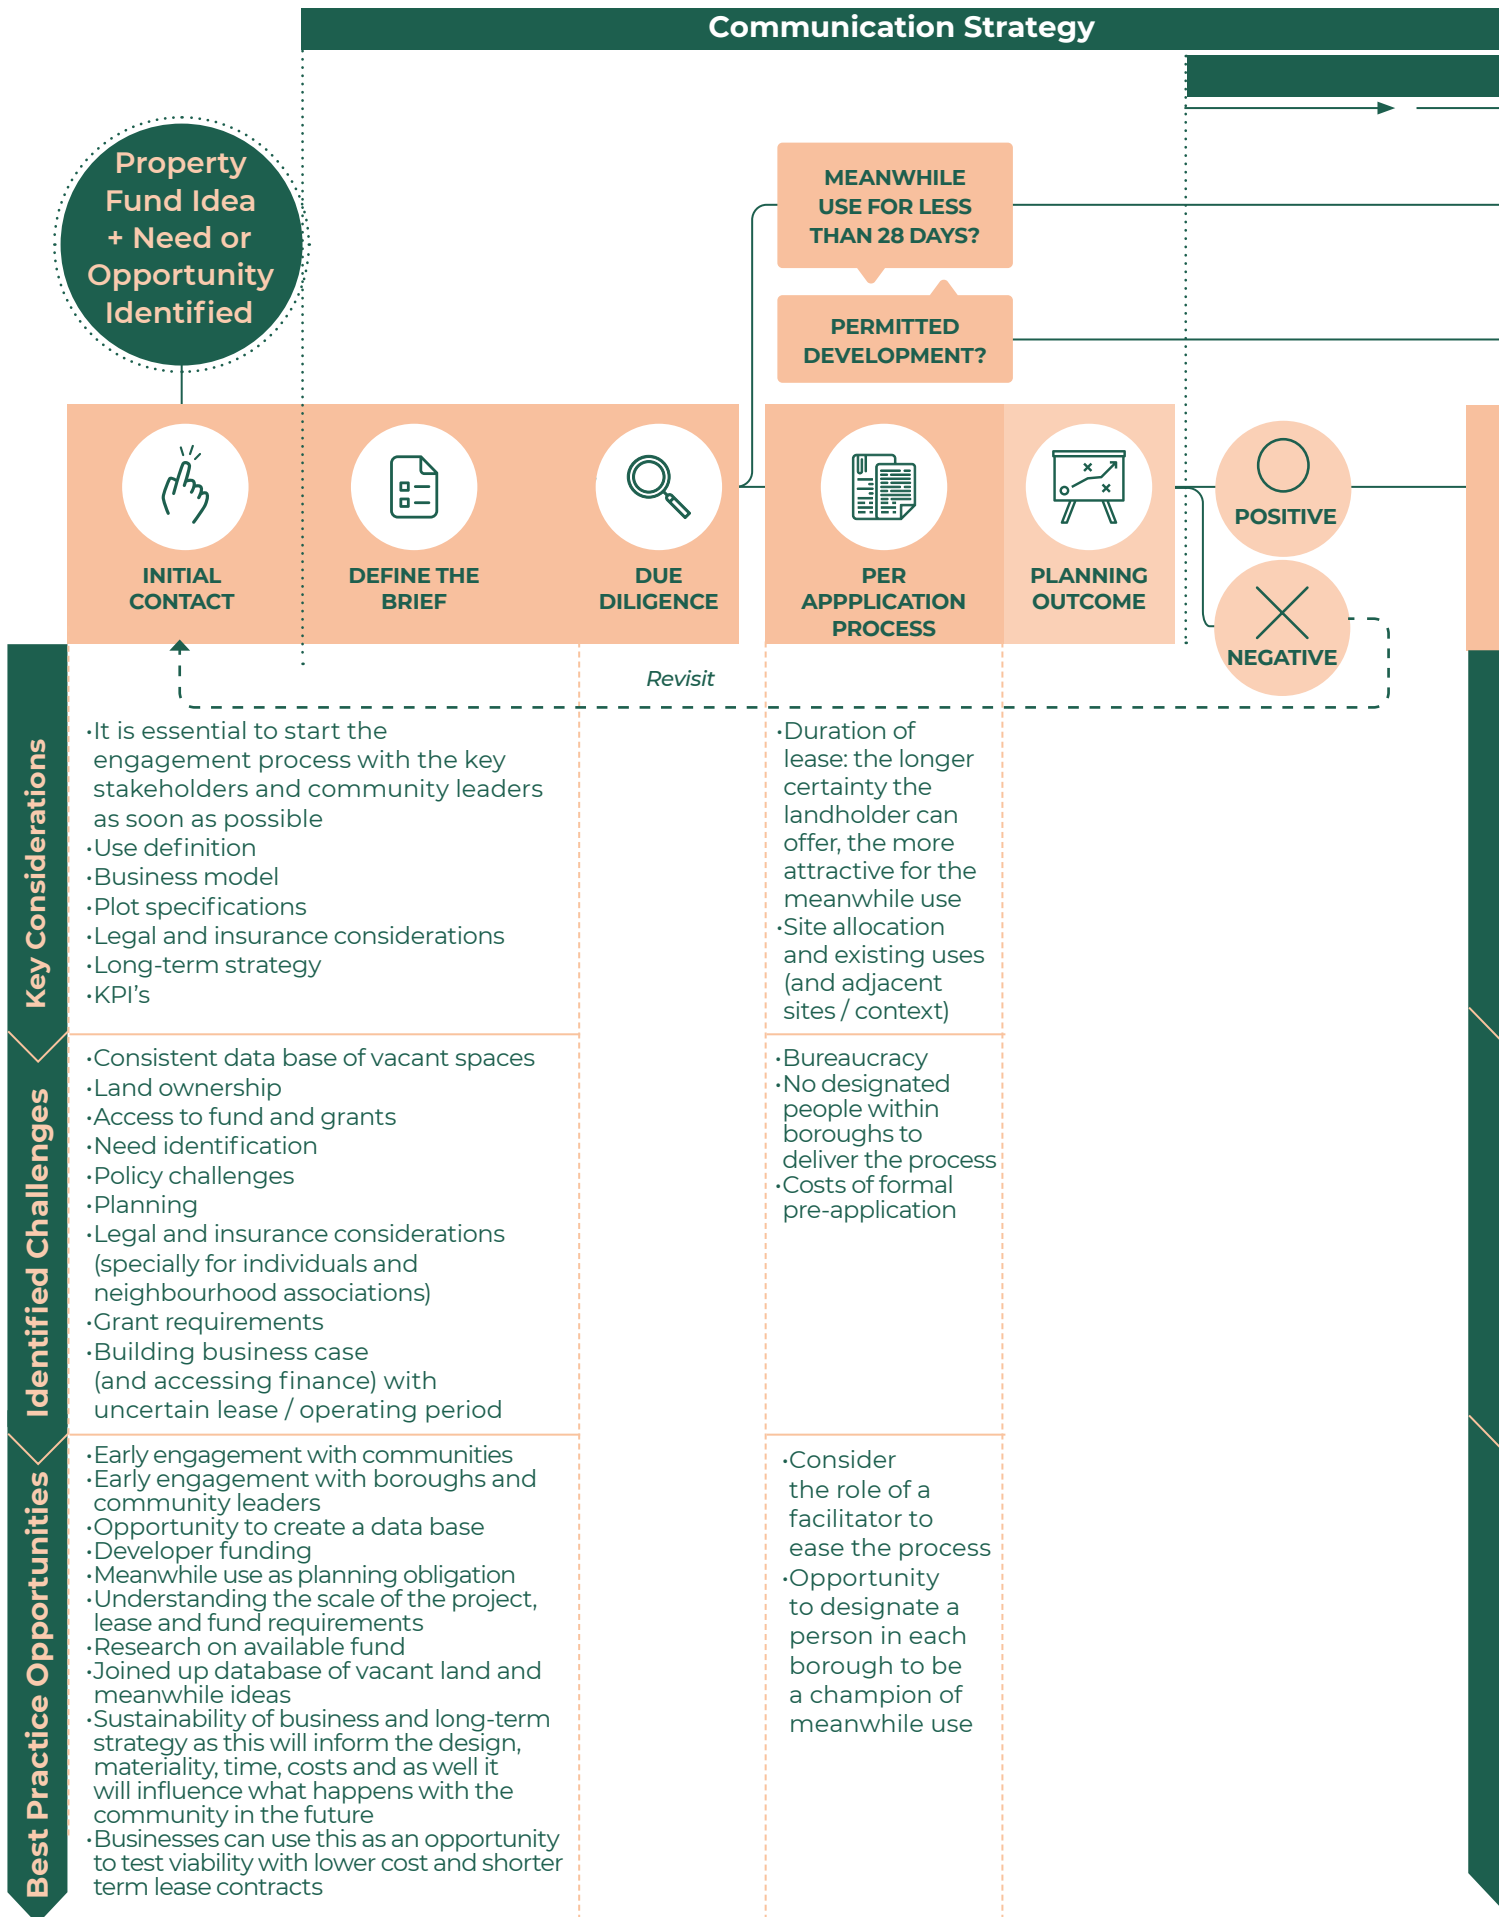 Communication Strategy
Property
Fund Idea
+ Need or
Opportunity
Identified
MEANWHILE
USE FOR LESS
THAN 28 DAYS?
PERMITTED
DEVELOPMENT?
INITIAL
CONTACT
DEFINE THE
BRIEF
DUE
DILIGENCE
PER
APPPLICATION
PROCESS
PLANNING
OUTCOME
POSITIVE
NEGATIVE
Revisit
Key Considerations
·It is essential to start the
engagement process with the key
stakeholders and community leaders
as soon as possible
·Use definition
·Business model
·Plot specifications
·Legal and insurance considerations
·Long-term strategy
·KPI’s
·Duration of
lease: the longer
certainty the
landholder can
offer, the more
attractive for the
meanwhile use
·Site allocation
and existing uses
(and adjacent
sites / context)
Identified Challenges
·Consistent data base of vacant spaces
·Land ownership
·Access to fund and grants
·Need identification
·Policy challenges
·Planning
·Legal and insurance considerations
(specially for individuals and
neighbourhood associations)
·Grant requirements
·Building business case
(and accessing finance) with
uncertain lease / operating period
·Bureaucracy
·No designated
people within
boroughs to
deliver the process
·Costs of formal
pre-application
Best Practice Opportunities
·Early engagement with communities
·Early engagement with boroughs and
community leaders
·Opportunity to create a data base
·Developer funding
·Meanwhile use as planning obligation
·Understanding the scale of the project,
lease and fund requirements
·Research on available fund
·Joined up database of vacant land and
meanwhile ideas
·Sustainability of business and long-term
strategy as this will inform the design,
materiality, time, costs and as well it
will influence what happens with the
community in the future
·Businesses can use this as an opportunity
to test viability with lower cost and shorter
term lease contracts
·Consider
the role of a
facilitator to
ease the process
·Opportunity
to designate a
person in each
borough to be
a champion of
meanwhile use